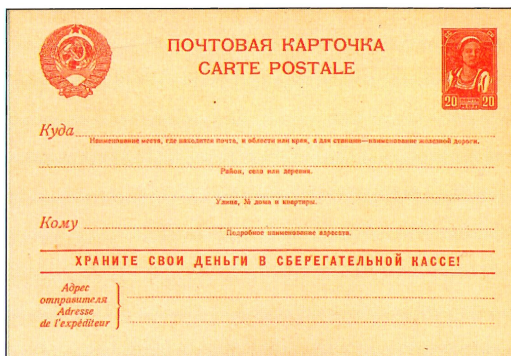 ПОЧТОВАЯ КАРТОЧКА
CARTE POSTALE
20 20
Куда
Наименование места, где находится почта, и области или края, а для станции—наименование железной дороги.
Район, село или деревня.
Улица, № дома и квартиры.
Кому
Подробное наименование адресата.
ХРАНИТЕ СВОИ ДЕНЬГИ В СБЕРЕГАТЕЛЬНОЙ КАССЕ!
Адрес
отправителя
Adresse
de l'expéditeur